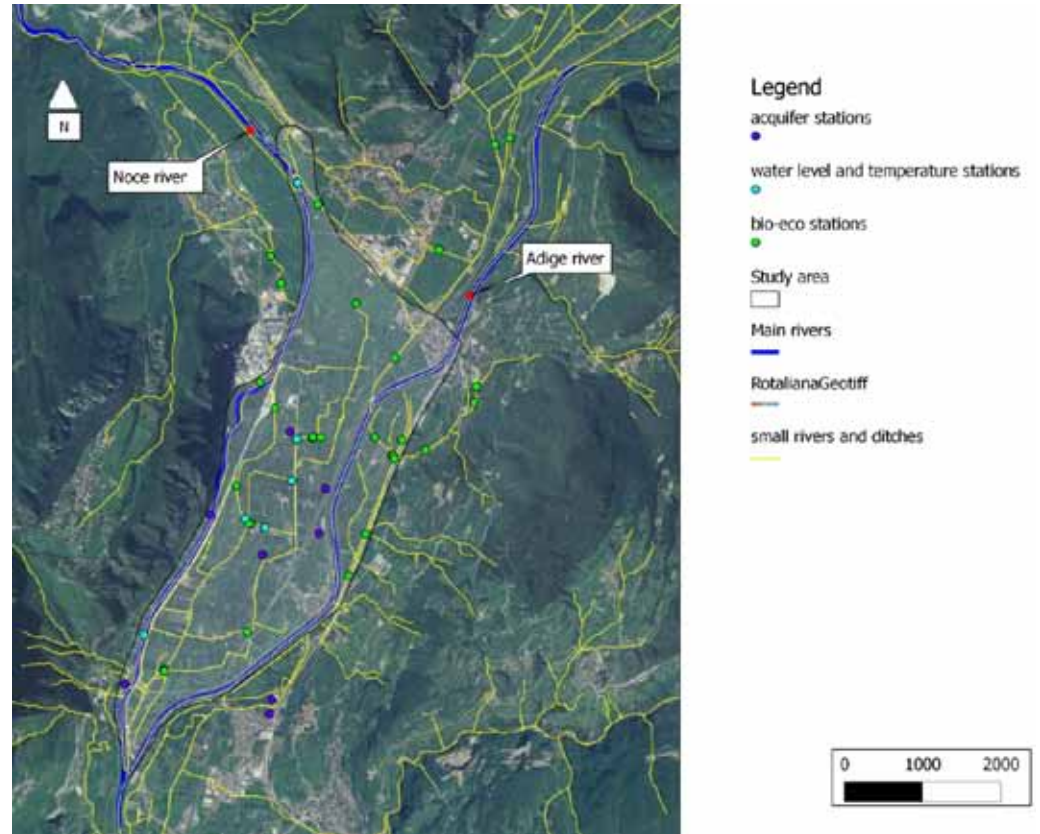 N
Noce river
Adige river
Legend
acquifer stations
water level and temperature stations
bio-eco stations
Study area
Main rivers
RotalianaGeotiff
small rivers and ditches
0 1000 2000